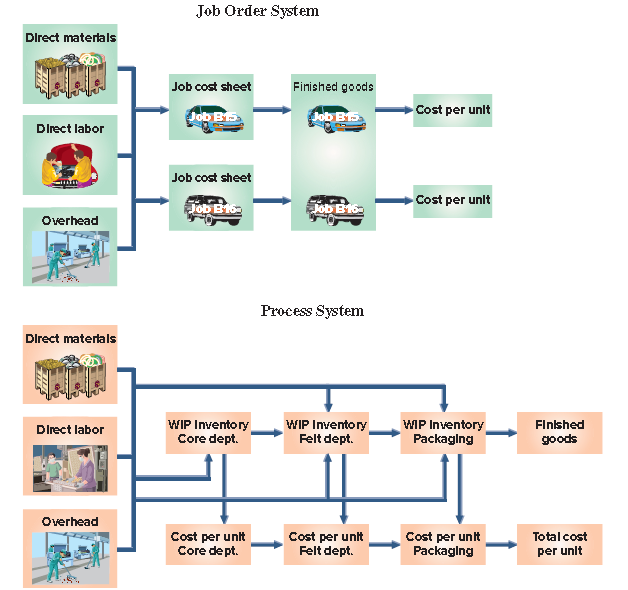 Job Order System
Direct materials
Direct labor
Overhead
Job cost sheet
Job B15
Finished goods
Job B15
Cost per unit
Job cost sheet
Job B16
Job B16
Cost per unit
Process System
Direct materials
Direct labor
Overhead
WIP Inventory
Core dept.
WIP Inventory
Felt dept.
WIP Inventory
Packaging
Finished
goods
Cost per unit
Core dept.
Cost per unit
Felt dept.
Cost per unit
Packaging
Total cost
per unit